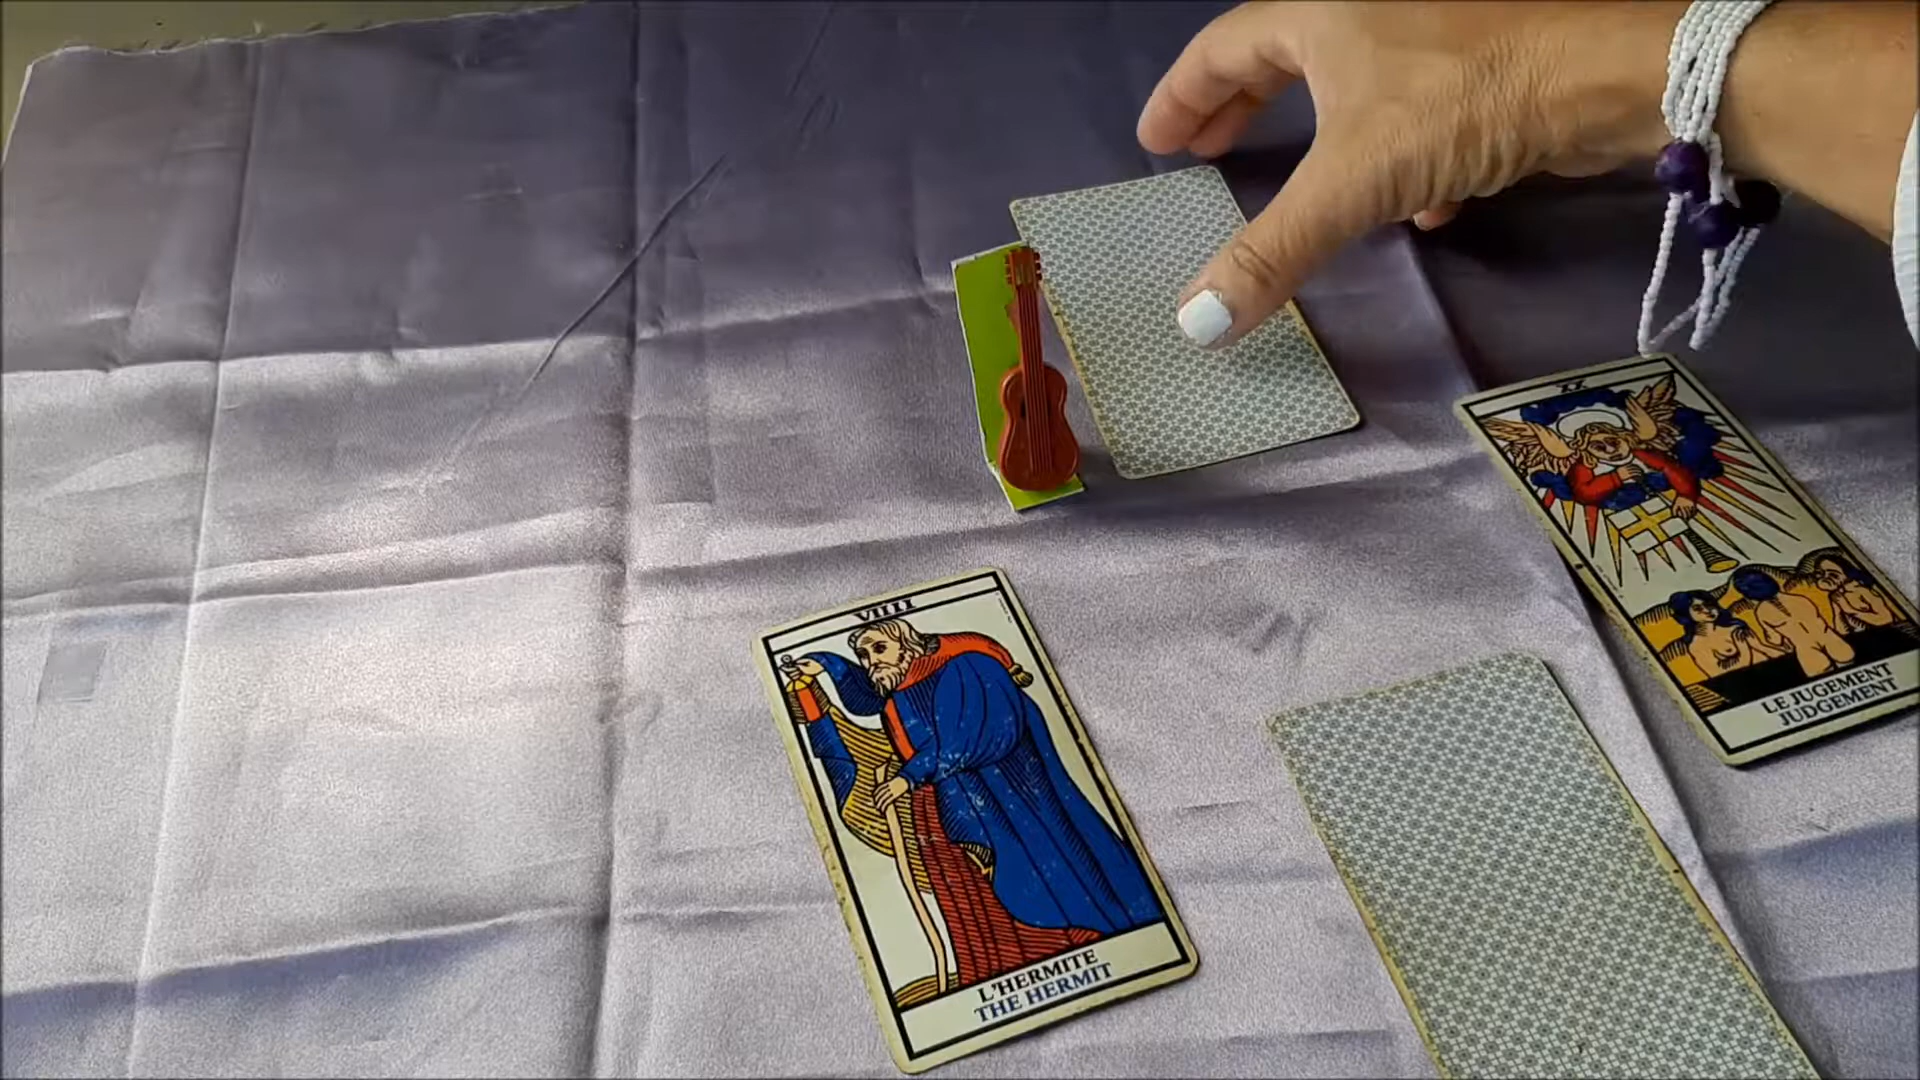 VIIII
L'HERMITE
THE HERMIT
XX
LE JUGEMENT
JUDGEMENT